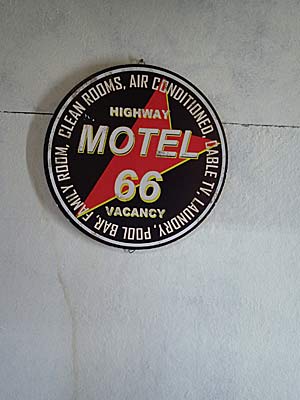 CLEAN ROOMS, AIR CONDITIONED, CABLE TV, LAUNDRY, POOL BAR, FAMILY ROOM,
HIGHWAY
MOTEL
66
VACANCY